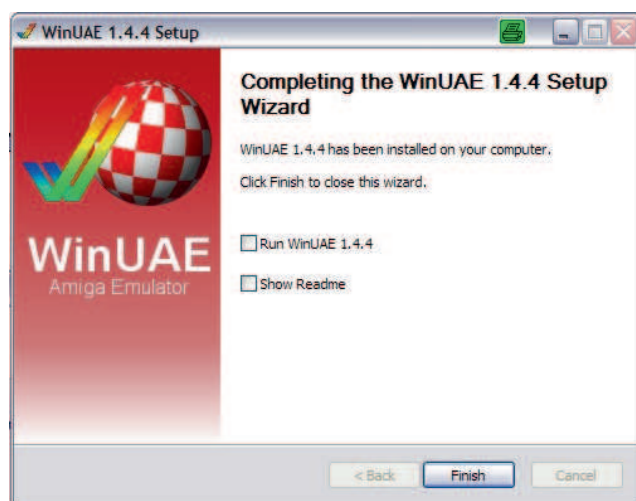 WinUAE 1.4.4 Setup
Completing the WinUAE 1.4.4 Setup
Wizard
WinUAE 1.4.4 has been installed on your computer.
Click Finish to close this wizard.
Run WinUAE 1.4.4
Show Readme
WinUAE
Amiga Emulator
< Back
Finish
Cancel